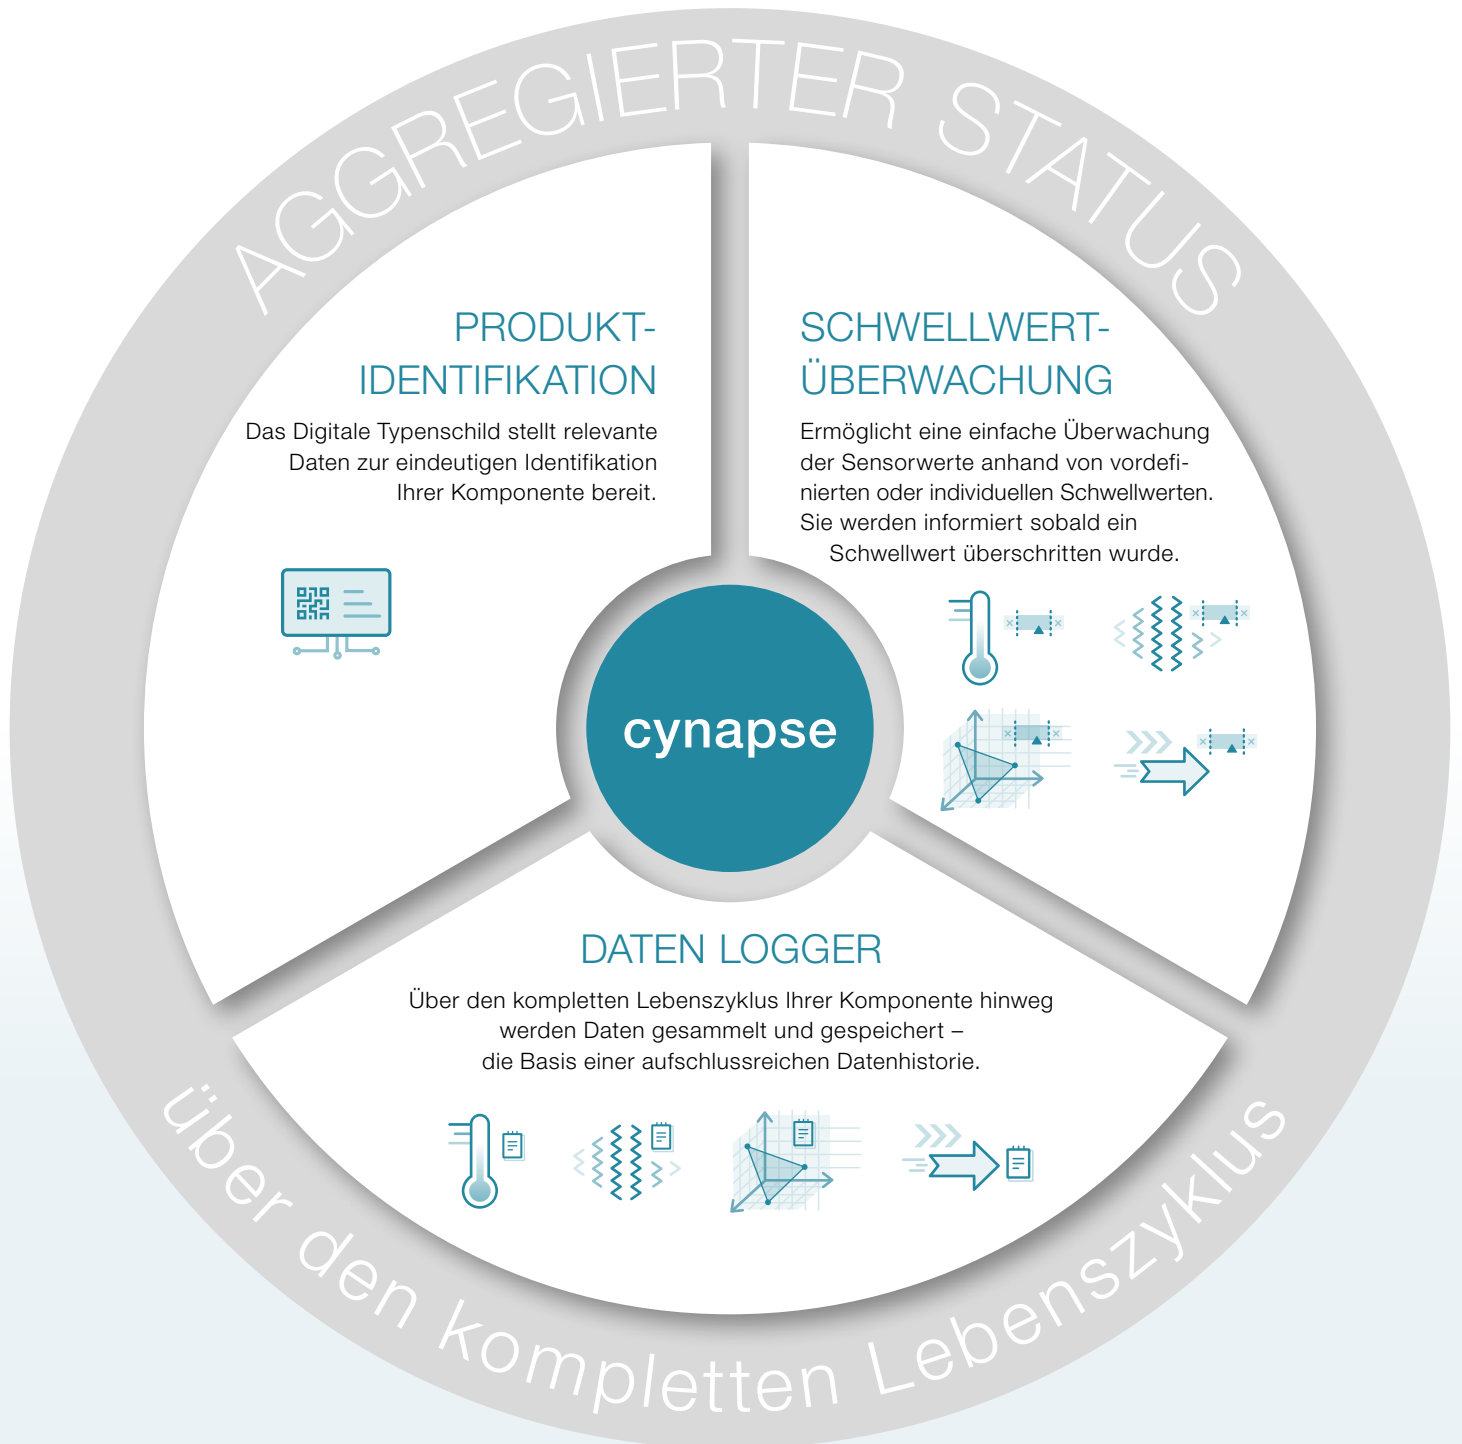 AGGREGIERTER STATUS
PRODUKT-
IDENTIFIKATION
Das Digitale Typenschild stellt relevante
Daten zur eindeutigen Identifikation
Ihrer Komponente bereit.
SCHWELLWERT-
ÜBERWACHUNG
Ermöglicht eine einfache Überwachung
der Sensorwerte anhand von vordefi-
nierten oder individuellen Schwellwerten.
Sie werden informiert sobald ein
Schwellwert überschritten wurde.
cynapse
DATEN LOGGER
Über den kompletten Lebenszyklus Ihrer Komponente hinweg
werden Daten gesammelt und gespeichert –
die Basis einer aufschlussreichen Datenhistorie.
über den kompletten Lebenszyklus